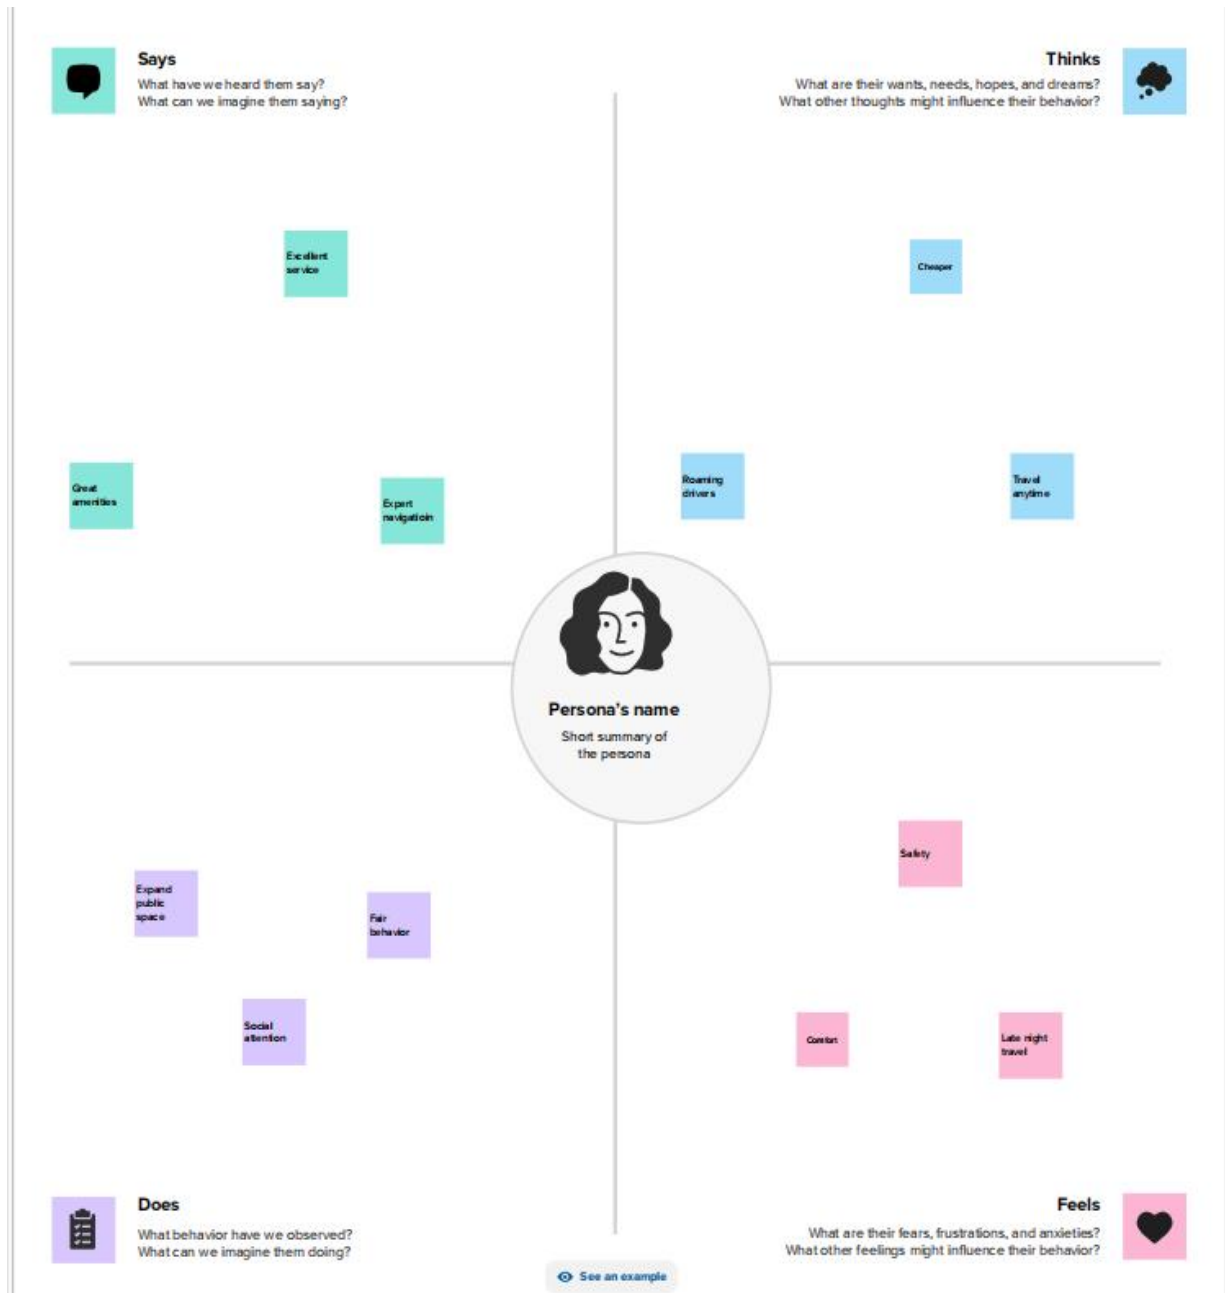 Says
What have we heard them say?
What can we imagine them saying?
Thinks
What are their wants, needs, hopes, and dreams?
What other thoughts might influence their behavior?
Excellent
service
Cheaper
Great
amenities
Expert
navigatioin
Roaming
drivers
Travel
anytime
Persona's name
Short summary of
the persona
Expand
public
space
Fair
behavior
Social
attention
Safety
Comfort
Late night
travel
Does
What behavior have we observed?
What can we imagine them doing?
Feels
What are their fears, frustrations, and anxieties?
What other feelings might influence their behavior?
See an example